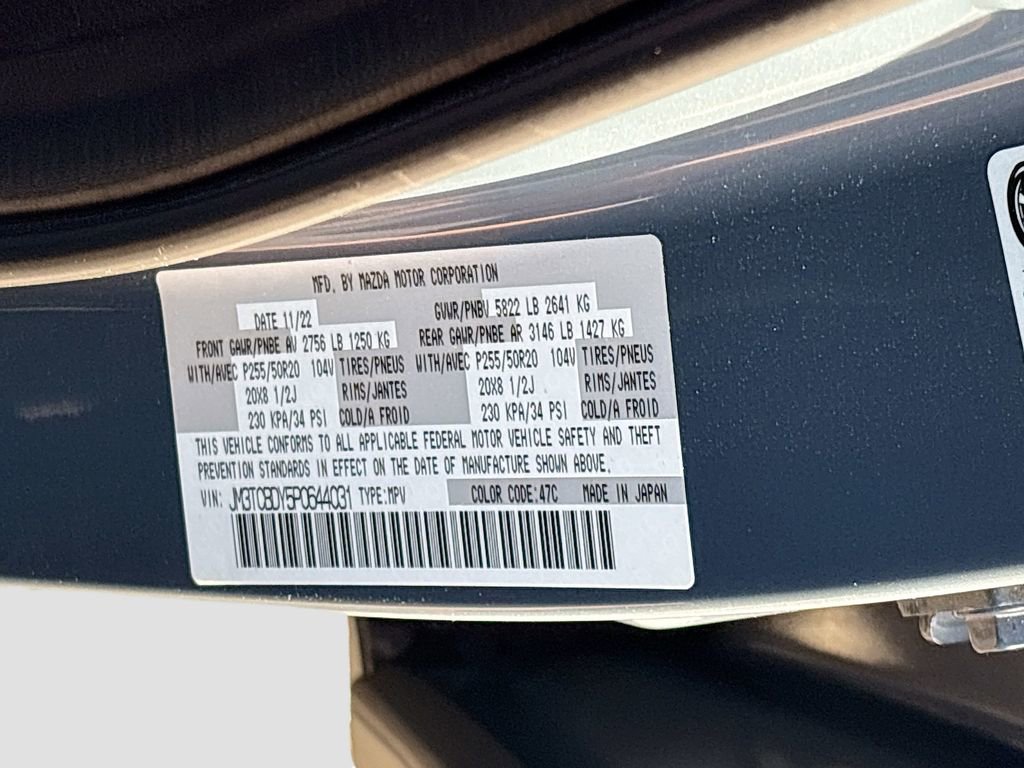 MFD. BY MAZDA MOTOR CORPORATION
DATE 11/22 GVWR/PNBV 5822 LB 2641 KG
FRONT GAWR/PNBE AV 2756 LB 1250 KG REAR GAWR/PNBE AR 3146 LB 1427 KG
WITH/AVEC P255/50R20 104V TIRES/PNEUS WITH/AVEC P255/50R20 104V TIRES/PNEUS
20X8 1/2J RIMS/JANTES 20X8 1/2J RIMS/JANTES
230 KPA/34 PSI COLD/A FROID 230 KPA/34 PSI COLD/A FROID
THIS VEHICLE CONFORMS TO ALL APPLICABLE FEDERAL MOTOR VEHICLE SAFETY AND THEFT
PREVENTION STANDARDS IN EFFECT ON THE DATE OF MANUFACTURE SHOWN ABOVE.
VIN: JM3TCBDY5P0644031 TYPE:MPV COLOR CODE:47C MADE IN JAPAN